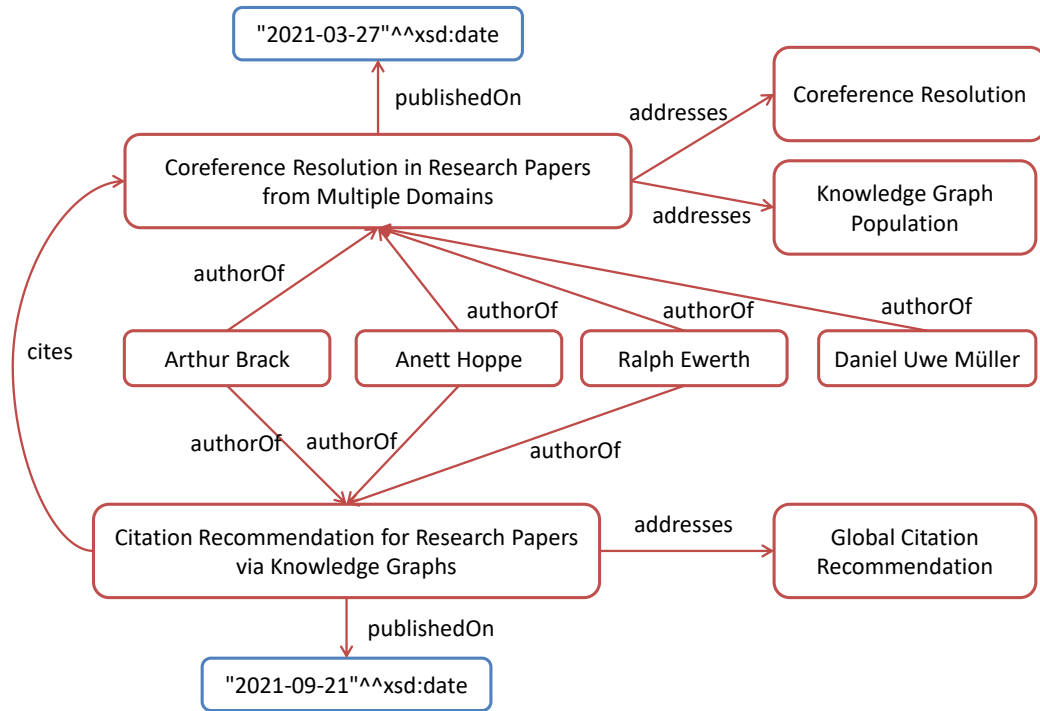 "2021-03-27"^^xsd:date
publishedOn
addresses
Coreference Resolution
Coreference Resolution in Research Papers
from Multiple Domains
addresses
Knowledge Graph
Population
authorOf
authorOf
authorOf
authorOf
cites
Arthur Brack
Anett Hoppe
Ralph Ewerth
Daniel Uwe Müller
authorOf
authorOf
authorOf
Citation Recommendation for Research Papers
via Knowledge Graphs
addresses
Global Citation
Recommendation
publishedOn
"2021-09-21"^^xsd:date